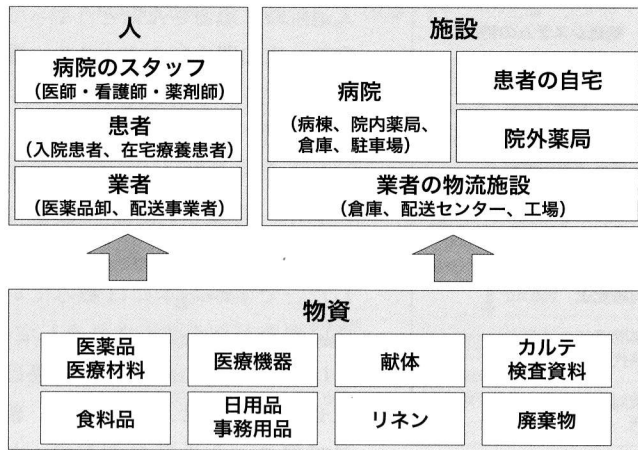 人
病院のスタッフ
(医師・看護師・薬剤師)
患者
(入院患者、在宅療養患者)
業者
(医薬品卸、配送事業者)
施設
病院
(病棟、院内薬局、
倉庫、駐車場)
患者の自宅
院外薬局
業者の物流施設
(倉庫、配送センター、工場)
物資
医薬品
医療材料
医療機器
献体
カルテ
検査資料
食料品
日用品
事務用品
リネン
廃棄物